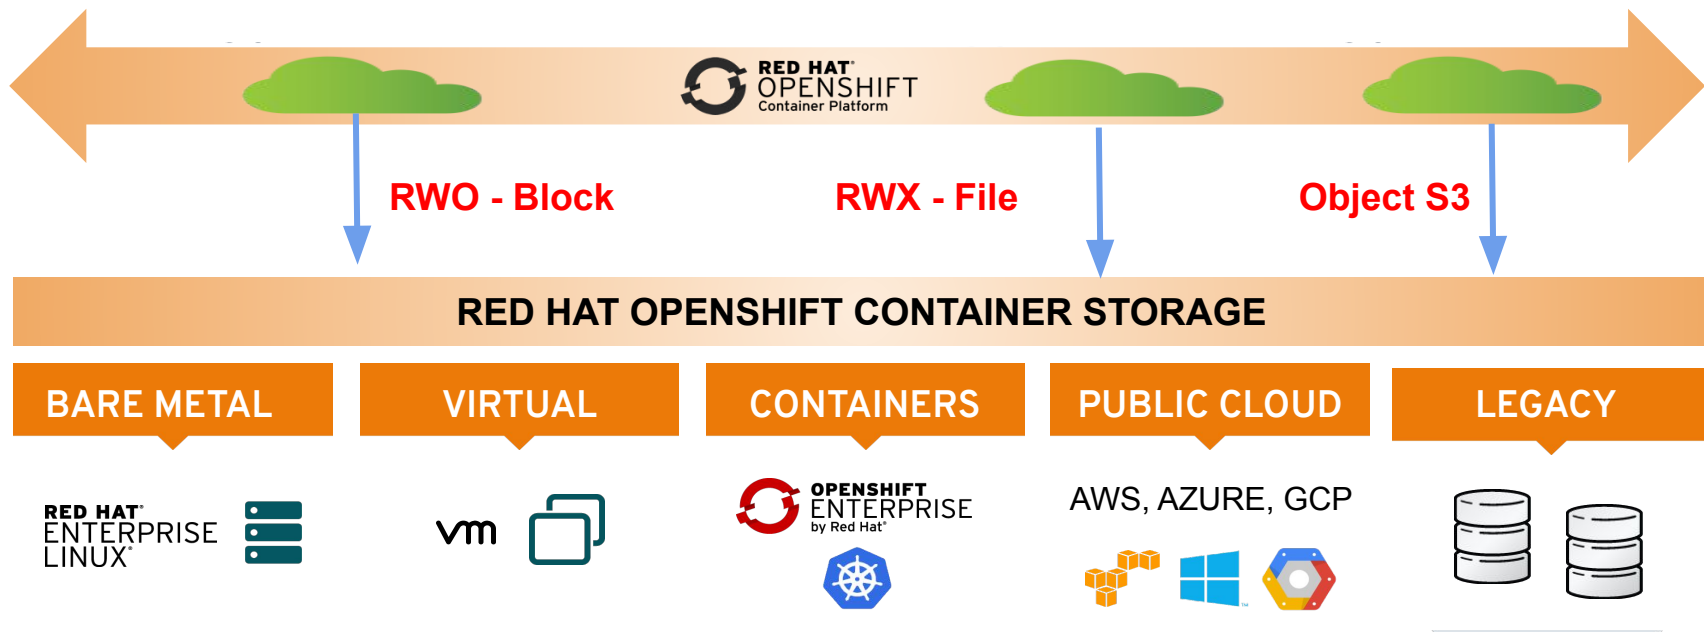 RED HAT®
OPENSHIFT
Container Platform
RWO - Block
RWX - File
Object S3
RED HAT OPENSHIFT CONTAINER STORAGE
BARE METAL
VIRTUAL
CONTAINERS
PUBLIC CLOUD
LEGACY
RED HAT®
ENTERPRISE
LINUX®
vm
OPENSHIFT
ENTERPRISE
by Red Hat®
AWS, AZURE, GCP
TM